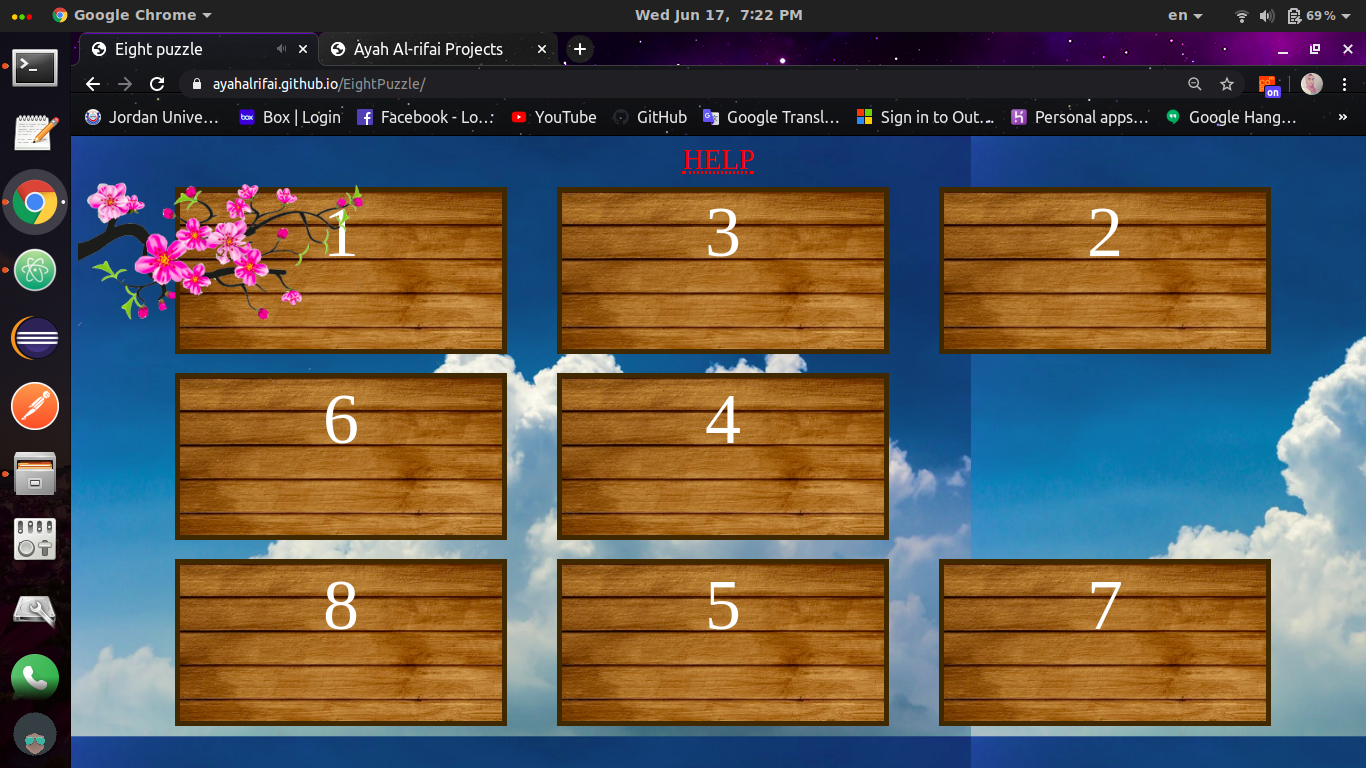 Google Chrome Wed Jun 17, 7:22 PM en 69%
Eight puzzle Ayah Al-rifai Projects
ayahalrifai.github.io/EightPuzzle/ on
Jordan Unive... box Box | Login Facebook - Lo... YouTube GitHub Google Transl... Sign in to Out... Personal apps... Google Hang... »
HELP
1 3 2
6 4
8 5 7